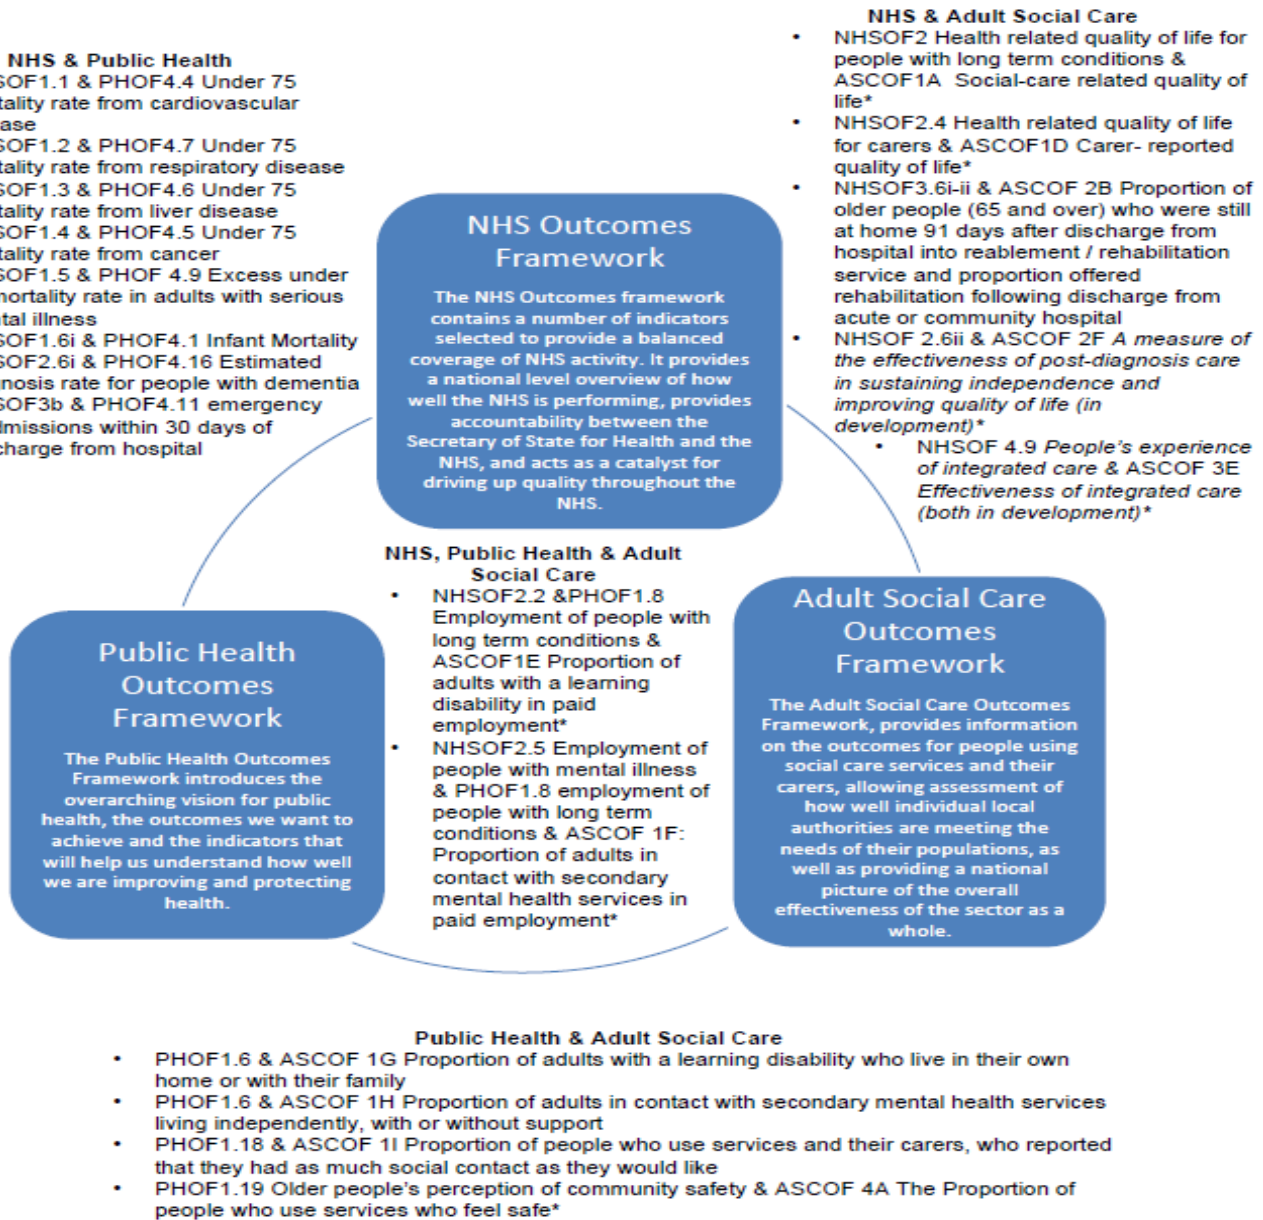 NHS & Public Health
SOF1.1 & PHOF4.4 Under 75
tality rate from cardiovascular
ase
SOF1.2 & PHOF4.7 Under 75
tality rate from respiratory disease
SOF1.3 & PHOF4.6 Under 75
tality rate from liver disease
SOF1.4 & PHOF4.5 Under 75
tality rate from cancer
SOF1.5 & PHOF 4.9 Excess under
mortality rate in adults with serious
ntal illness
SOF1.6i & PHOF4.1 Infant Mortality
SOF2.6i & PHOF4.16 Estimated
gnosis rate for people with dementia
SOF3b & PHOF4.11 emergency
dmissions within 30 days of
charge from hospital
NHS & Adult Social Care
• NHSOF2 Health related quality of life for
people with long term conditions &
ASCOF1A Social-care related quality of
life*
• NHSOF2.4 Health related quality of life
for carers & ASCOF1D Carer- reported
quality of life*
• NHSOF3.6i-ii & ASCOF 2B Proportion of
older people (65 and over) who were still
at home 91 days after discharge from
hospital into reablement / rehabilitation
service and proportion offered
rehabilitation following discharge from
acute or community hospital
• NHSOF 2.6ii & ASCOF 2F A measure of
the effectiveness of post-diagnosis care
in sustaining independence and
improving quality of life (in
development)*
• NHSOF 4.9 People's experience
of integrated care & ASCOF 3E
Effectiveness of integrated care
(both in development)*
NHS Outcomes
Framework
The NHS Outcomes framework
contains a number of indicators
selected to provide a balanced
coverage of NHS activity. It provides
a national level overview of how
well the NHS is performing, provides
accountability between the
Secretary of State for Health and the
NHS, and acts as a catalyst for
driving up quality throughout the
NHS.
NHS, Public Health & Adult
Social Care
• NHSOF2.2 &PHOF1.8
Employment of people with
long term conditions &
ASCOF1E Proportion of
adults with a learning
disability in paid
employment*
• NHSOF2.5 Employment of
people with mental illness
& PHOF1.8 employment of
people with long term
conditions & ASCOF 1F:
Proportion of adults in
contact with secondary
mental health services in
paid employment*
Public Health
Outcomes
Framework
The Public Health Outcomes
Framework introduces the
overarching vision for public
health, the outcomes we want to
achieve and the indicators that
will help us understand how well
we are improving and protecting
health.
Adult Social Care
Outcomes
Framework
The Adult Social Care Outcomes
Framework, provides information
on the outcomes for people using
social care services and their
carers, allowing assessment of
how well individual local
authorities are meeting the
needs of their populations, as
well as providing a national
picture of the overall
effectiveness of the sector as a
whole.
Public Health & Adult Social Care
• PHOF1.6 & ASCOF 1G Proportion of adults with a learning disability who live in their own
home or with their family
• PHOF1.6 & ASCOF 1H Proportion of adults in contact with secondary mental health services
living independently, with or without support
• PHOF1.18 & ASCOF 1I Proportion of people who use services and their carers, who reported
that they had as much social contact as they would like
• PHOF1.19 Older people's perception of community safety & ASCOF 4A The Proportion of
people who use services who feel safe*